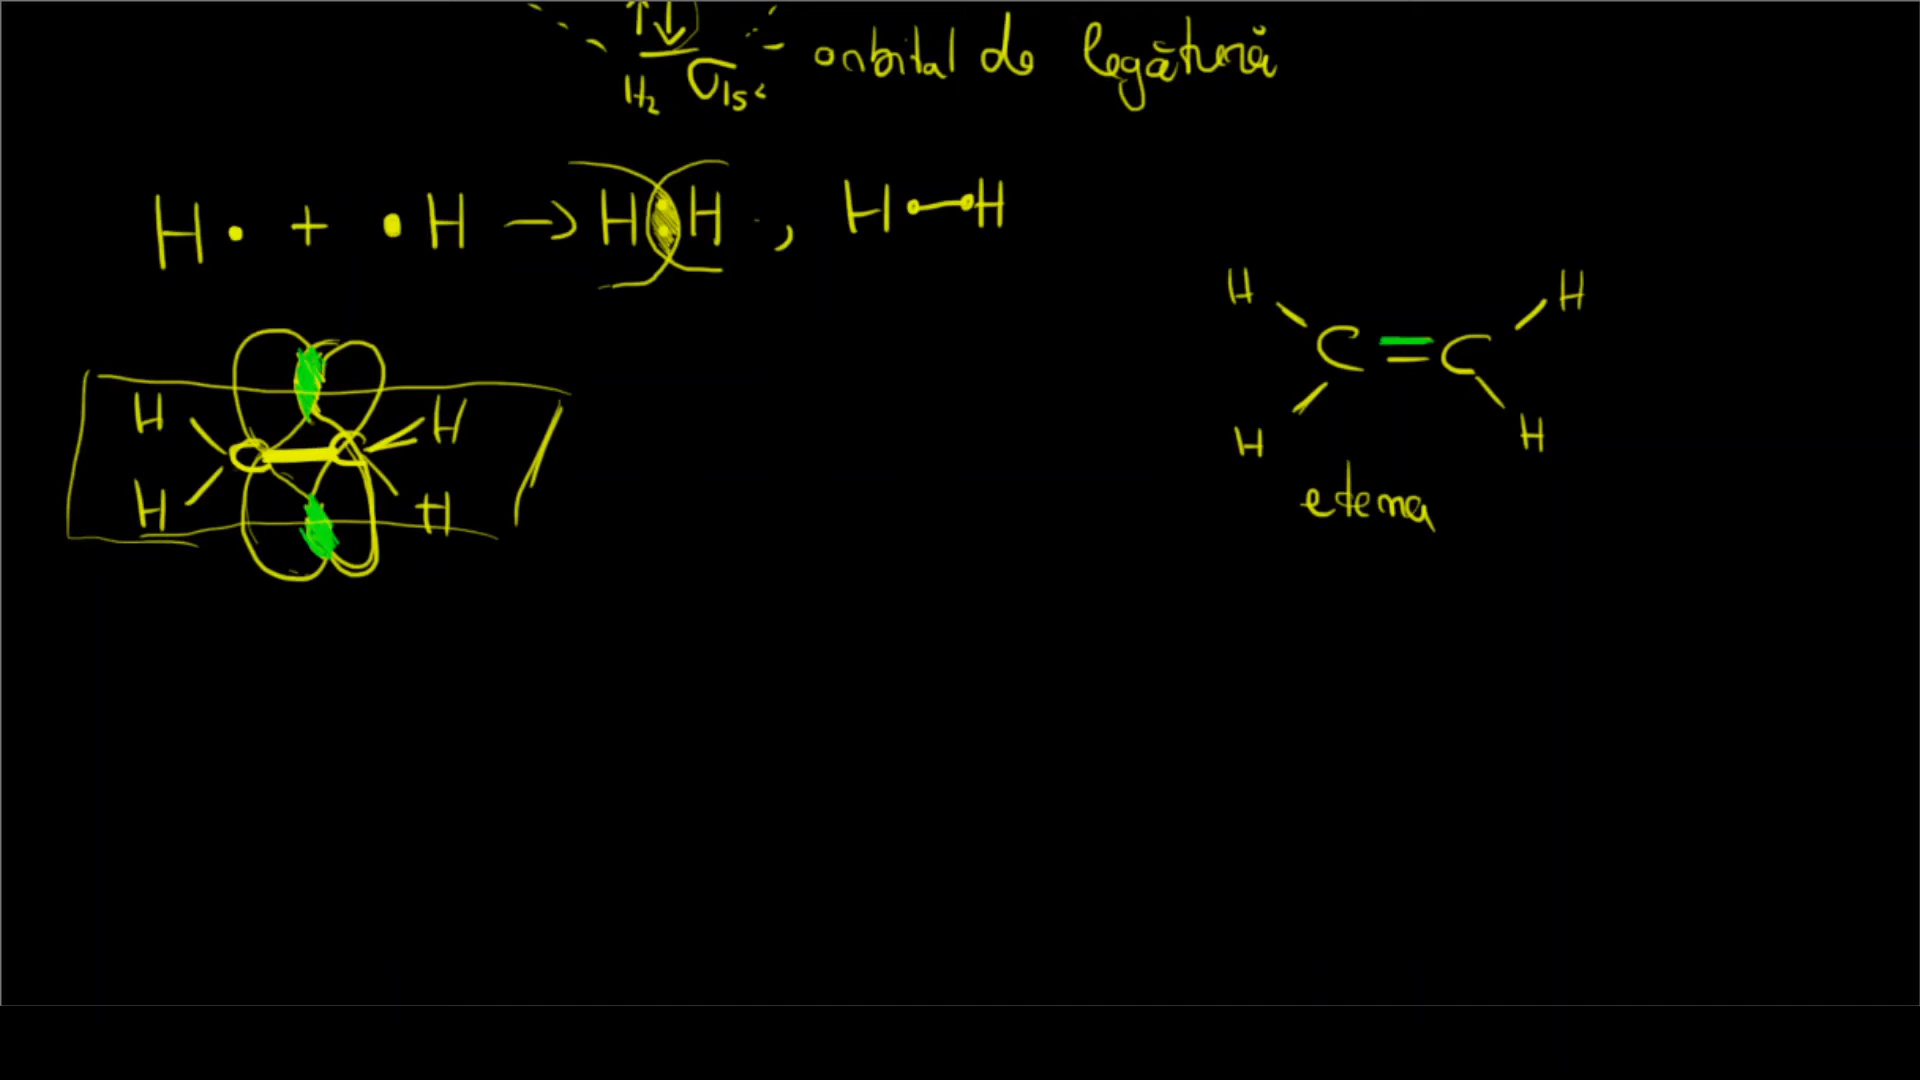 H₂ σ1s orbital de legătură
H· + ·H → H:H , H—H
H H
C = C
H H
etena
H H
H H